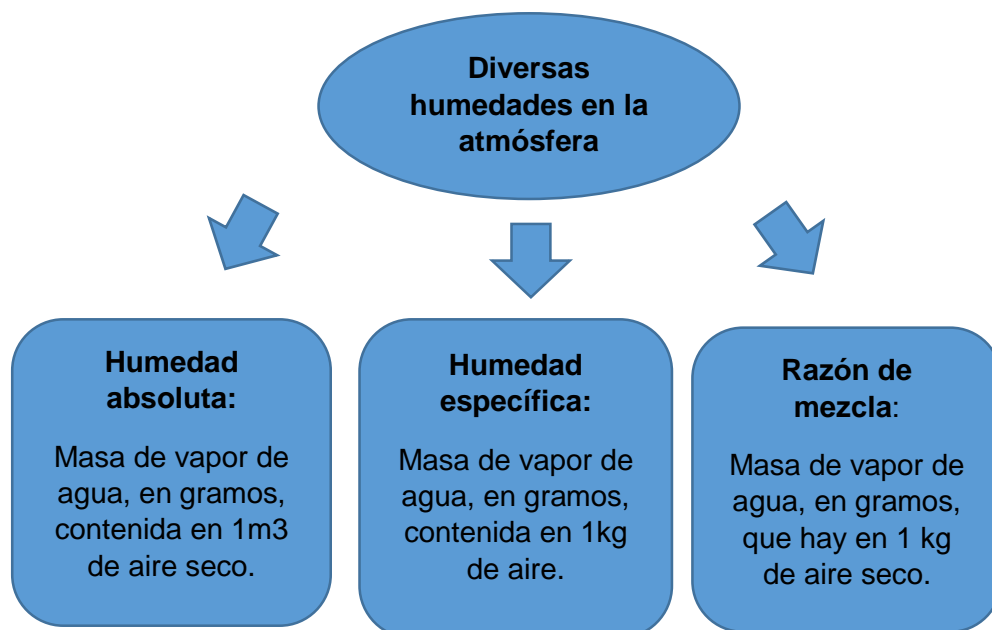 Diversas
humedades en la
atmósfera
Humedad
absoluta:
Masa de vapor de
agua, en gramos,
contenida en 1m3
de aire seco.
Humedad
específica:
Masa de vapor de
agua, en gramos,
contenida en 1kg
de aire.
Razón de
mezcla:
Masa de vapor de
agua, en gramos,
que hay en 1 kg
de aire seco.